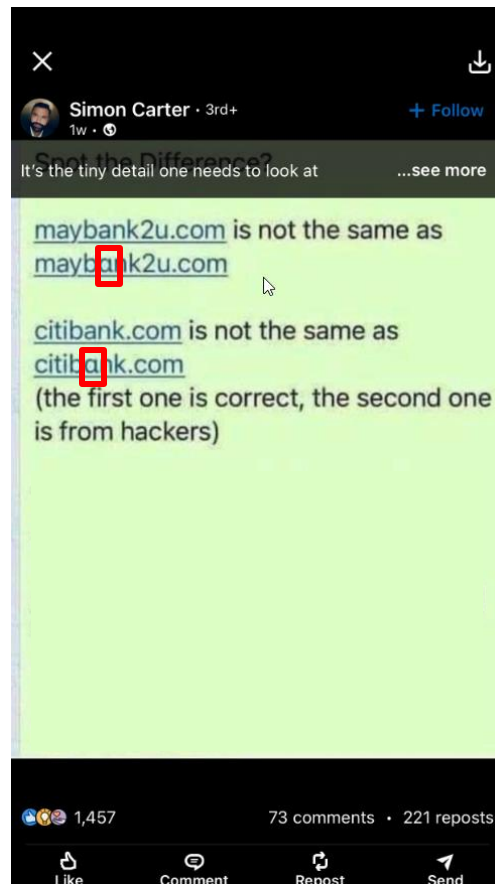 Simon Carter · 3rd+
+ Follow
1w ·
Spot the Difference?
It's the tiny detail one needs to look at ...see more
maybank2u.com is not the same as
maybɑnk2u.com
citibank.com is not the same as
citibɑnk.com
(the first one is correct, the second one
is from hackers)
1,457 73 comments • 221 reposts
Like Comment Repost Send